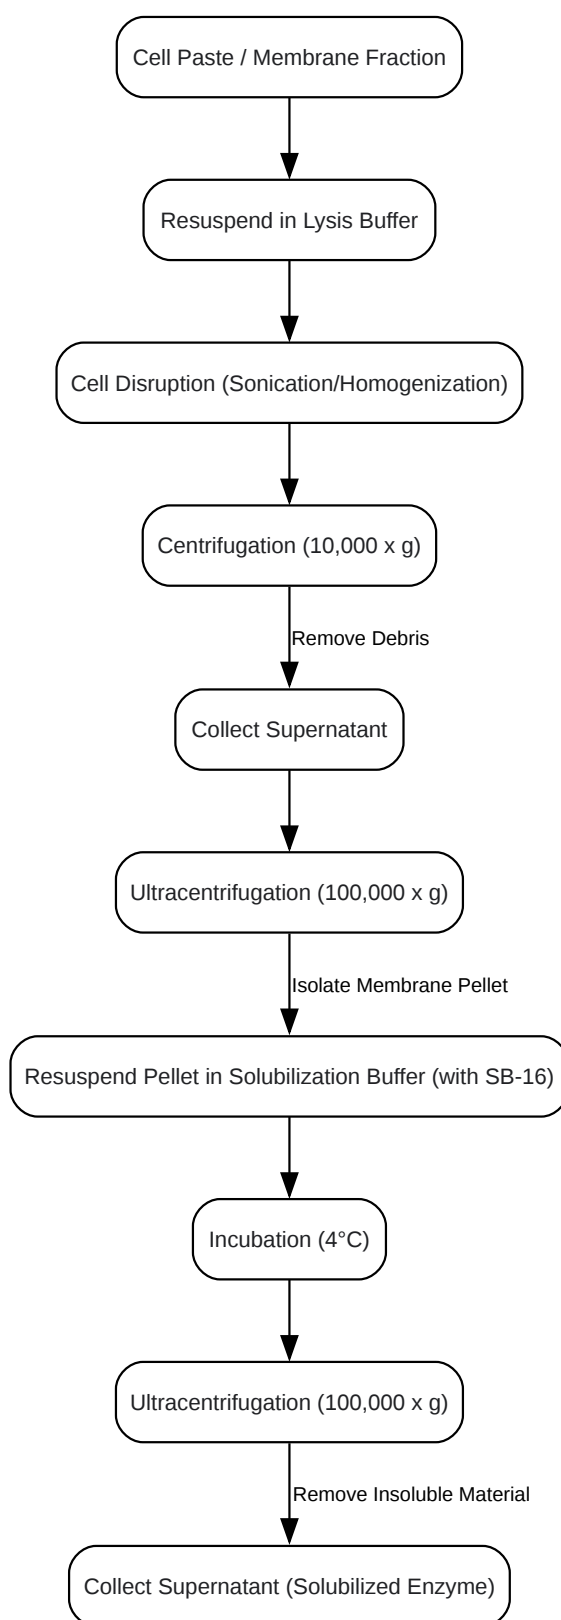 Cell Paste / Membrane Fraction
Resuspend in Lysis Buffer
Cell Disruption (Sonication/Homogenization)
Centrifugation (10,000 x g)
Remove Debris
Collect Supernatant
Ultracentrifugation (100,000 x g)
Isolate Membrane Pellet
Resuspend Pellet in Solubilization Buffer (with SB-16)
Incubation (4°C)
Ultracentrifugation (100,000 x g)
Remove Insoluble Material
Collect Supernatant (Solubilized Enzyme)